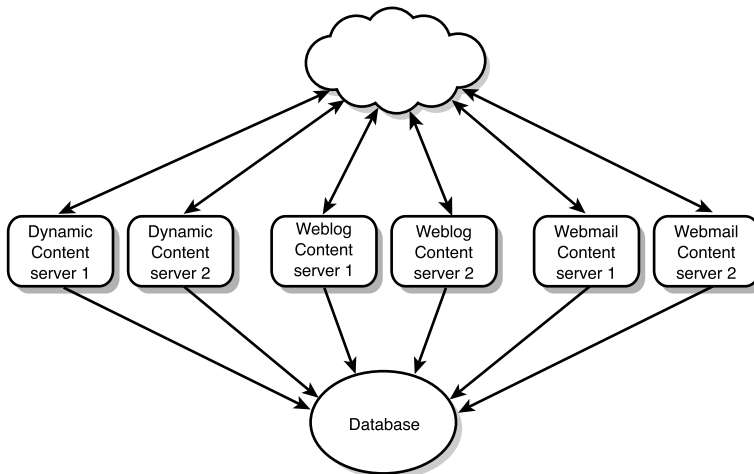 Dynamic
Content
server 1
Dynamic
Content
server 2
Weblog
Content
server 1
Weblog
Content
server 2
Webmail
Content
server 1
Webmail
Content
server 2
Database